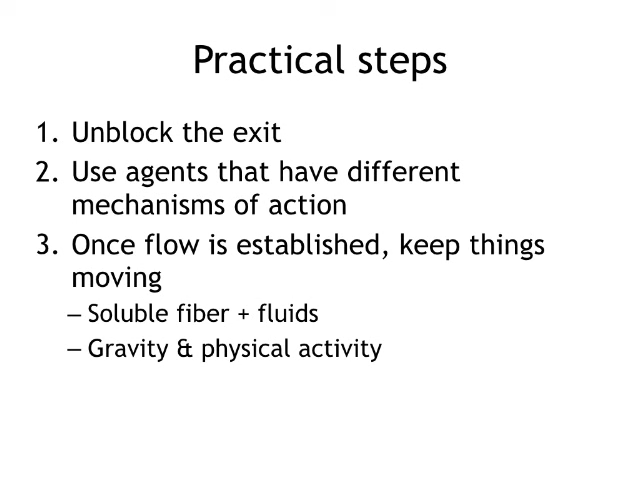 Practical steps
1. Unblock the exit
2. Use agents that have different
mechanisms of action
3. Once flow is established, keep things
moving
– Soluble fiber + fluids
– Gravity & physical activity